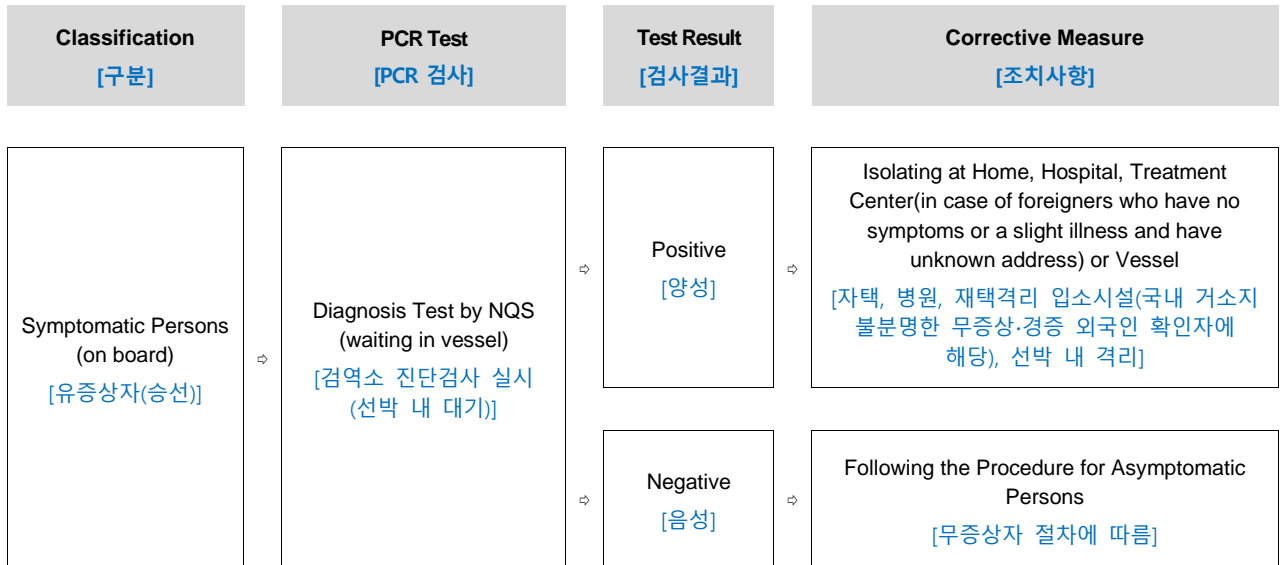 Classification
[구분]
PCR Test
[PCR 검사]
Test Result
[검사결과]
Corrective Measure
[조치사항]
Symptomatic Persons
(on board)
[유증상자(승선)]
⇨
Diagnosis Test by NQS
(waiting in vessel)
[검역소 진단검사 실시
(선박 내 대기)]
⇨
Positive
[양성]
⇨
Isolating at Home, Hospital, Treatment
Center(in case of foreigners who have no
symptoms or a slight illness and have
unknown address) or Vessel
[자택, 병원, 재택격리 입소시설(국내 거소지
불분명한 무증상·경증 외국인 확인자에
해당), 선박 내 격리]
⇨
Negative
[음성]
⇨
Following the Procedure for Asymptomatic
Persons
[무증상자 절차에 따름]